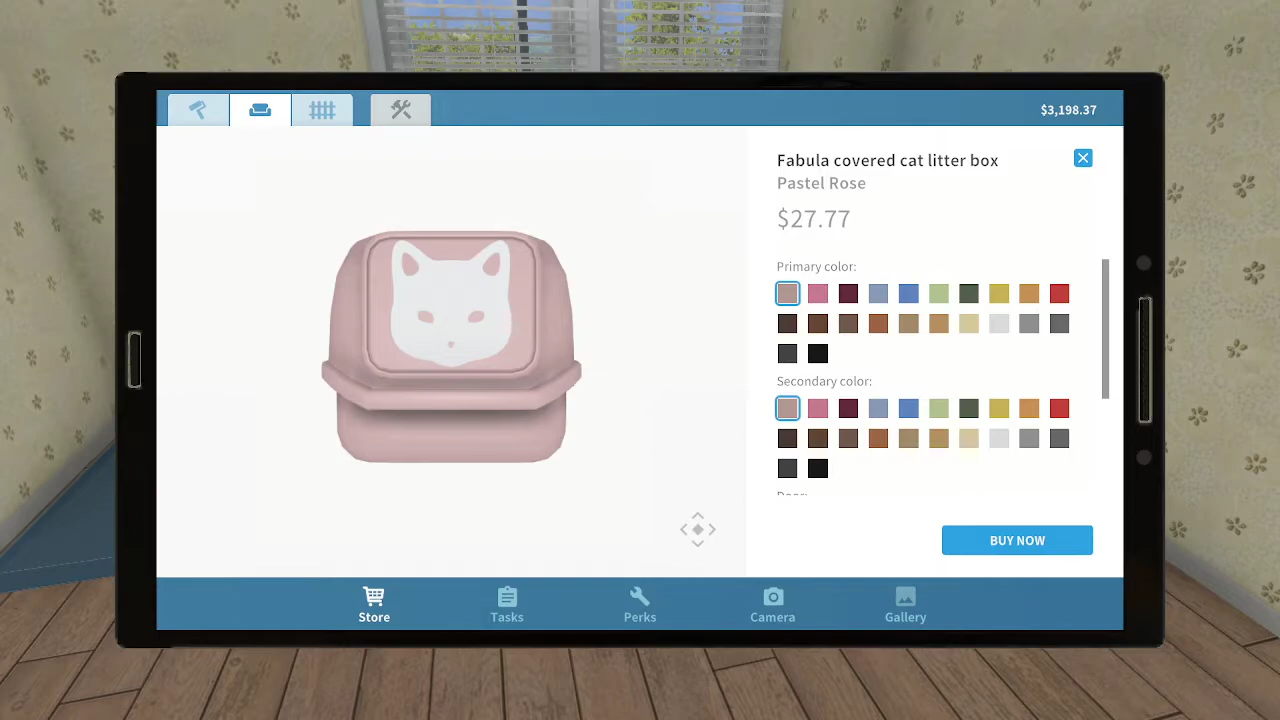 $3,198.37
Fabula covered cat litter box
Pastel Rose
$27.77
Primary color:
Secondary color:
BUY NOW
Store
Tasks
Perks
Camera
Gallery